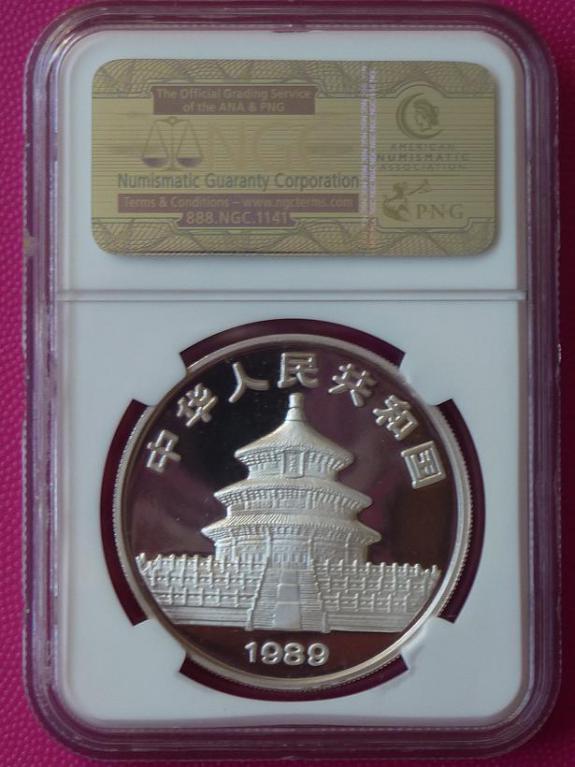 The Official Grading Service
of the ANA & PNG
NGC
Numismatic Guaranty Corporation
Terms & Conditions – www.ngcterms.com
888.NGC.1141
AMERICAN
NUMISMATIC
ASSOCIATION
PNG
中华人民共和国
1989